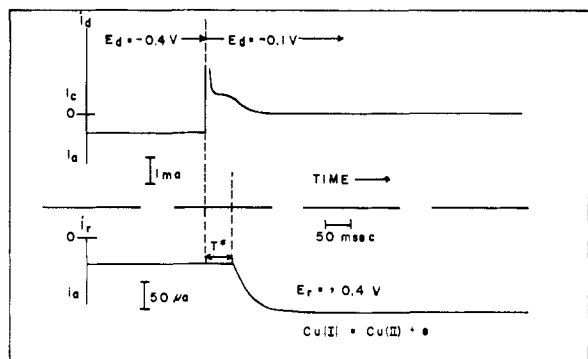 i_d
E_d = -0.4 V
E_d = -0.1 V
i_c
0
i_a
1 ma
TIME
50 msec
i_r
0
T*
i_a
50 μa
E_r = + 0.4 V
Cu(I) = Cu(II) + e